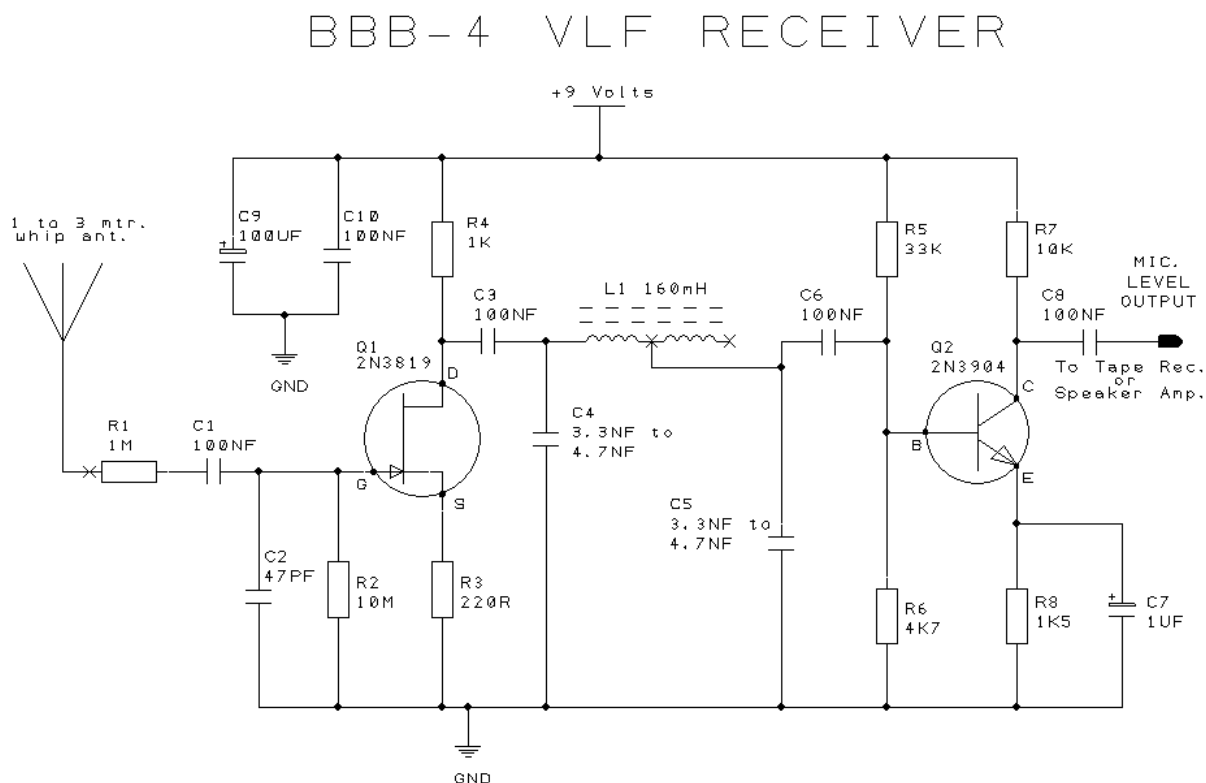 BBB-4 VLF RECEIVER
+9 Volts
1 to 3 mtr.
whip ant.
C9
100UF
+
C10
100NF
GND
R4
1K
C3
100NF
L1 160mH
C6
100NF
R5
33K
R7
10K
MIC.
LEVEL
OUTPUT
C8
100NF
To Tape Rec.
or
Speaker Amp.
Q1
2N3819
D
G
S
Q2
2N3904
C
B
E
R1
1M
C1
100NF
C4
3.3NF to
4.7NF
C5
3.3NF to
4.7NF
C2
47PF
R2
10M
R3
220R
R6
4K7
R8
1K5
+
C7
1UF
GND